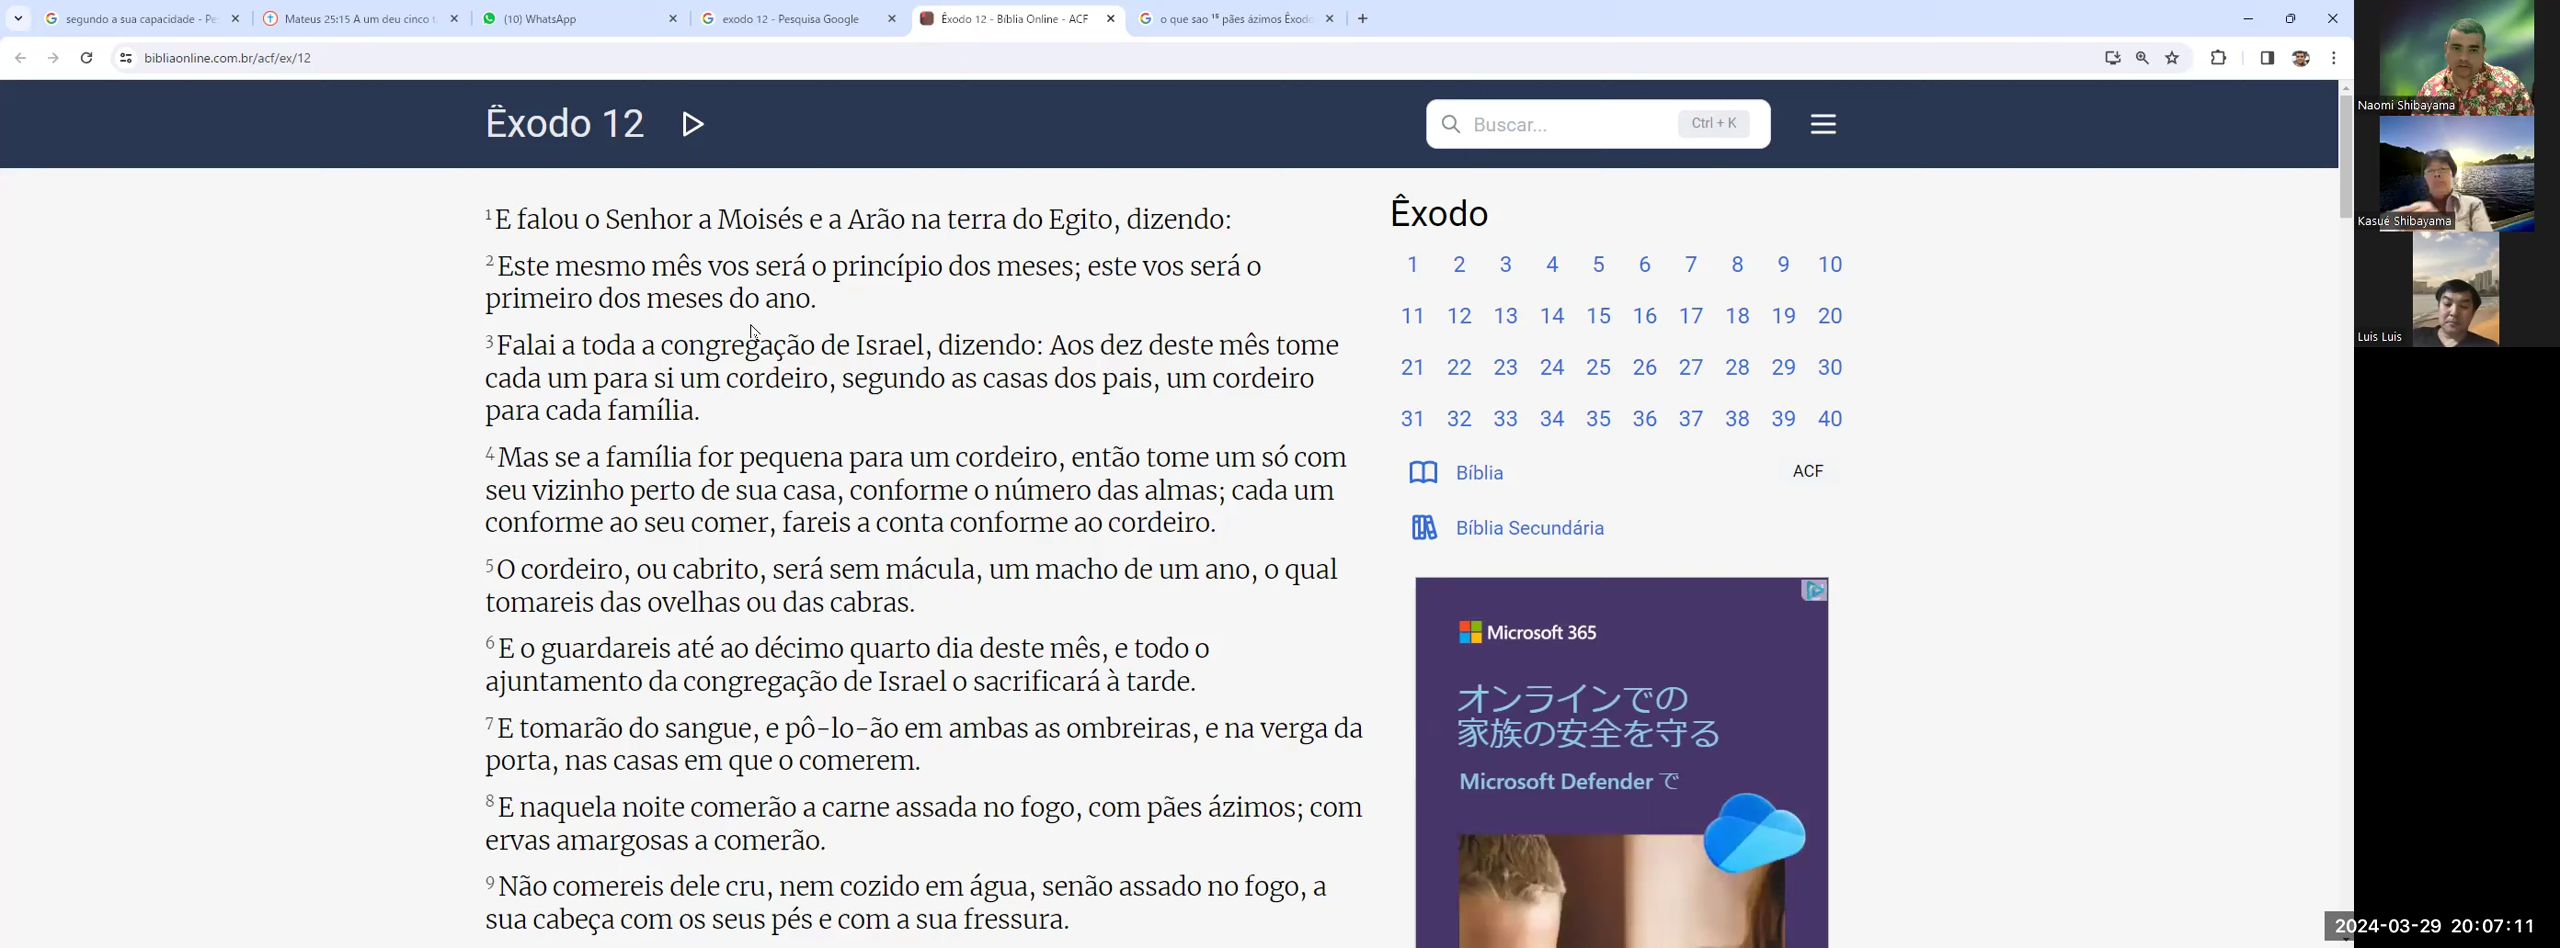 segundo a sua capacidade - Pe
Mateus 25:15 A um deu cinco t
(10) WhatsApp
exodo 12 - Pesquisa Google
Êxodo 12 - Bíblia Online - ACF
o que sao ¹⁵ pães ázimos Êxodo
bibliaonline.com.br/acf/ex/12
Êxodo 12
Buscar...
Ctrl + K
¹E falou o Senhor a Moisés e a Arão na terra do Egito, dizendo:
²Este mesmo mês vos será o princípio dos meses; este vos será o
primeiro dos meses do ano.
³Falai a toda a congregação de Israel, dizendo: Aos dez deste mês tome
cada um para si um cordeiro, segundo as casas dos pais, um cordeiro
para cada família.
⁴Mas se a família for pequena para um cordeiro, então tome um só com
seu vizinho perto de sua casa, conforme o número das almas; cada um
conforme ao seu comer, fareis a conta conforme ao cordeiro.
⁵O cordeiro, ou cabrito, será sem mácula, um macho de um ano, o qual
tomareis das ovelhas ou das cabras.
⁶E o guardareis até ao décimo quarto dia deste mês, e todo o
ajuntamento da congregação de Israel o sacrificará à tarde.
⁷E tomarão do sangue, e pô-lo-ão em ambas as ombreiras, e na verga da
porta, nas casas em que o comerem.
⁸E naquela noite comerão a carne assada no fogo, com pães ázimos; com
ervas amargosas a comerão.
⁹Não comereis dele cru, nem cozido em água, senão assado no fogo, a
sua cabeça com os seus pés e com a sua fressura.
Êxodo
1 2 3 4 5 6 7 8 9 10
11 12 13 14 15 16 17 18 19 20
21 22 23 24 25 26 27 28 29 30
31 32 33 34 35 36 37 38 39 40
Bíblia
ACF
Bíblia Secundária
Microsoft 365
オンラインでの
家族の安全を守る
Microsoft Defender で
Naomi Shibayama
Kasué Shibayama
Luis Luis
2024-03-29 20:07:11